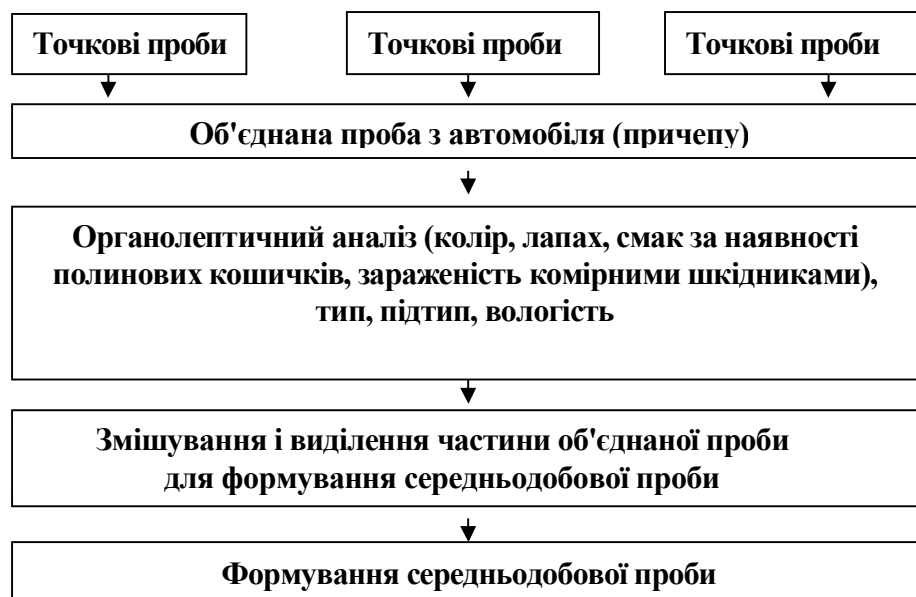 Точкові проби
Точкові проби
Точкові проби
Об'єднана проба з автомобіля (причепу)
Органолептичний аналіз (колір, лапах, смак за наявності
полинових кошичків, зараженість комірними шкідниками),
тип, підтип, вологість
Змішування і виділення частини об'єднаної проби
для формування середньодобової проби
Формування середньодобової проби